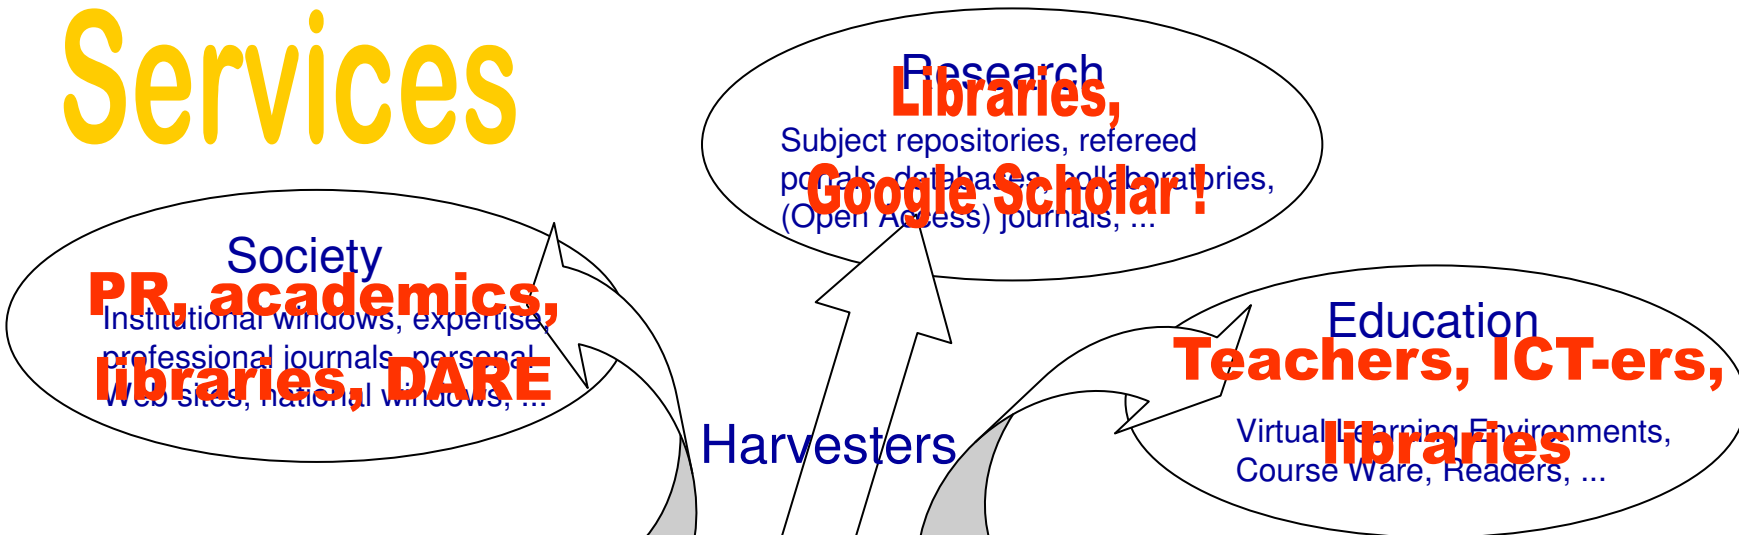 Services
Research
Libraries,
Subject repositories, refereed
portals, databases, collaboratories,
Google Scholar !
(Open Access) journals, ...
Society
PR, academics,
Institutional windows, expertise,
professional journals, personal
libraries, DARE
Web sites, national windows, ...
Harvesters
Education
Teachers, ICT-ers,
Virtual Learning Environments,
libraries
Course Ware, Readers, ...